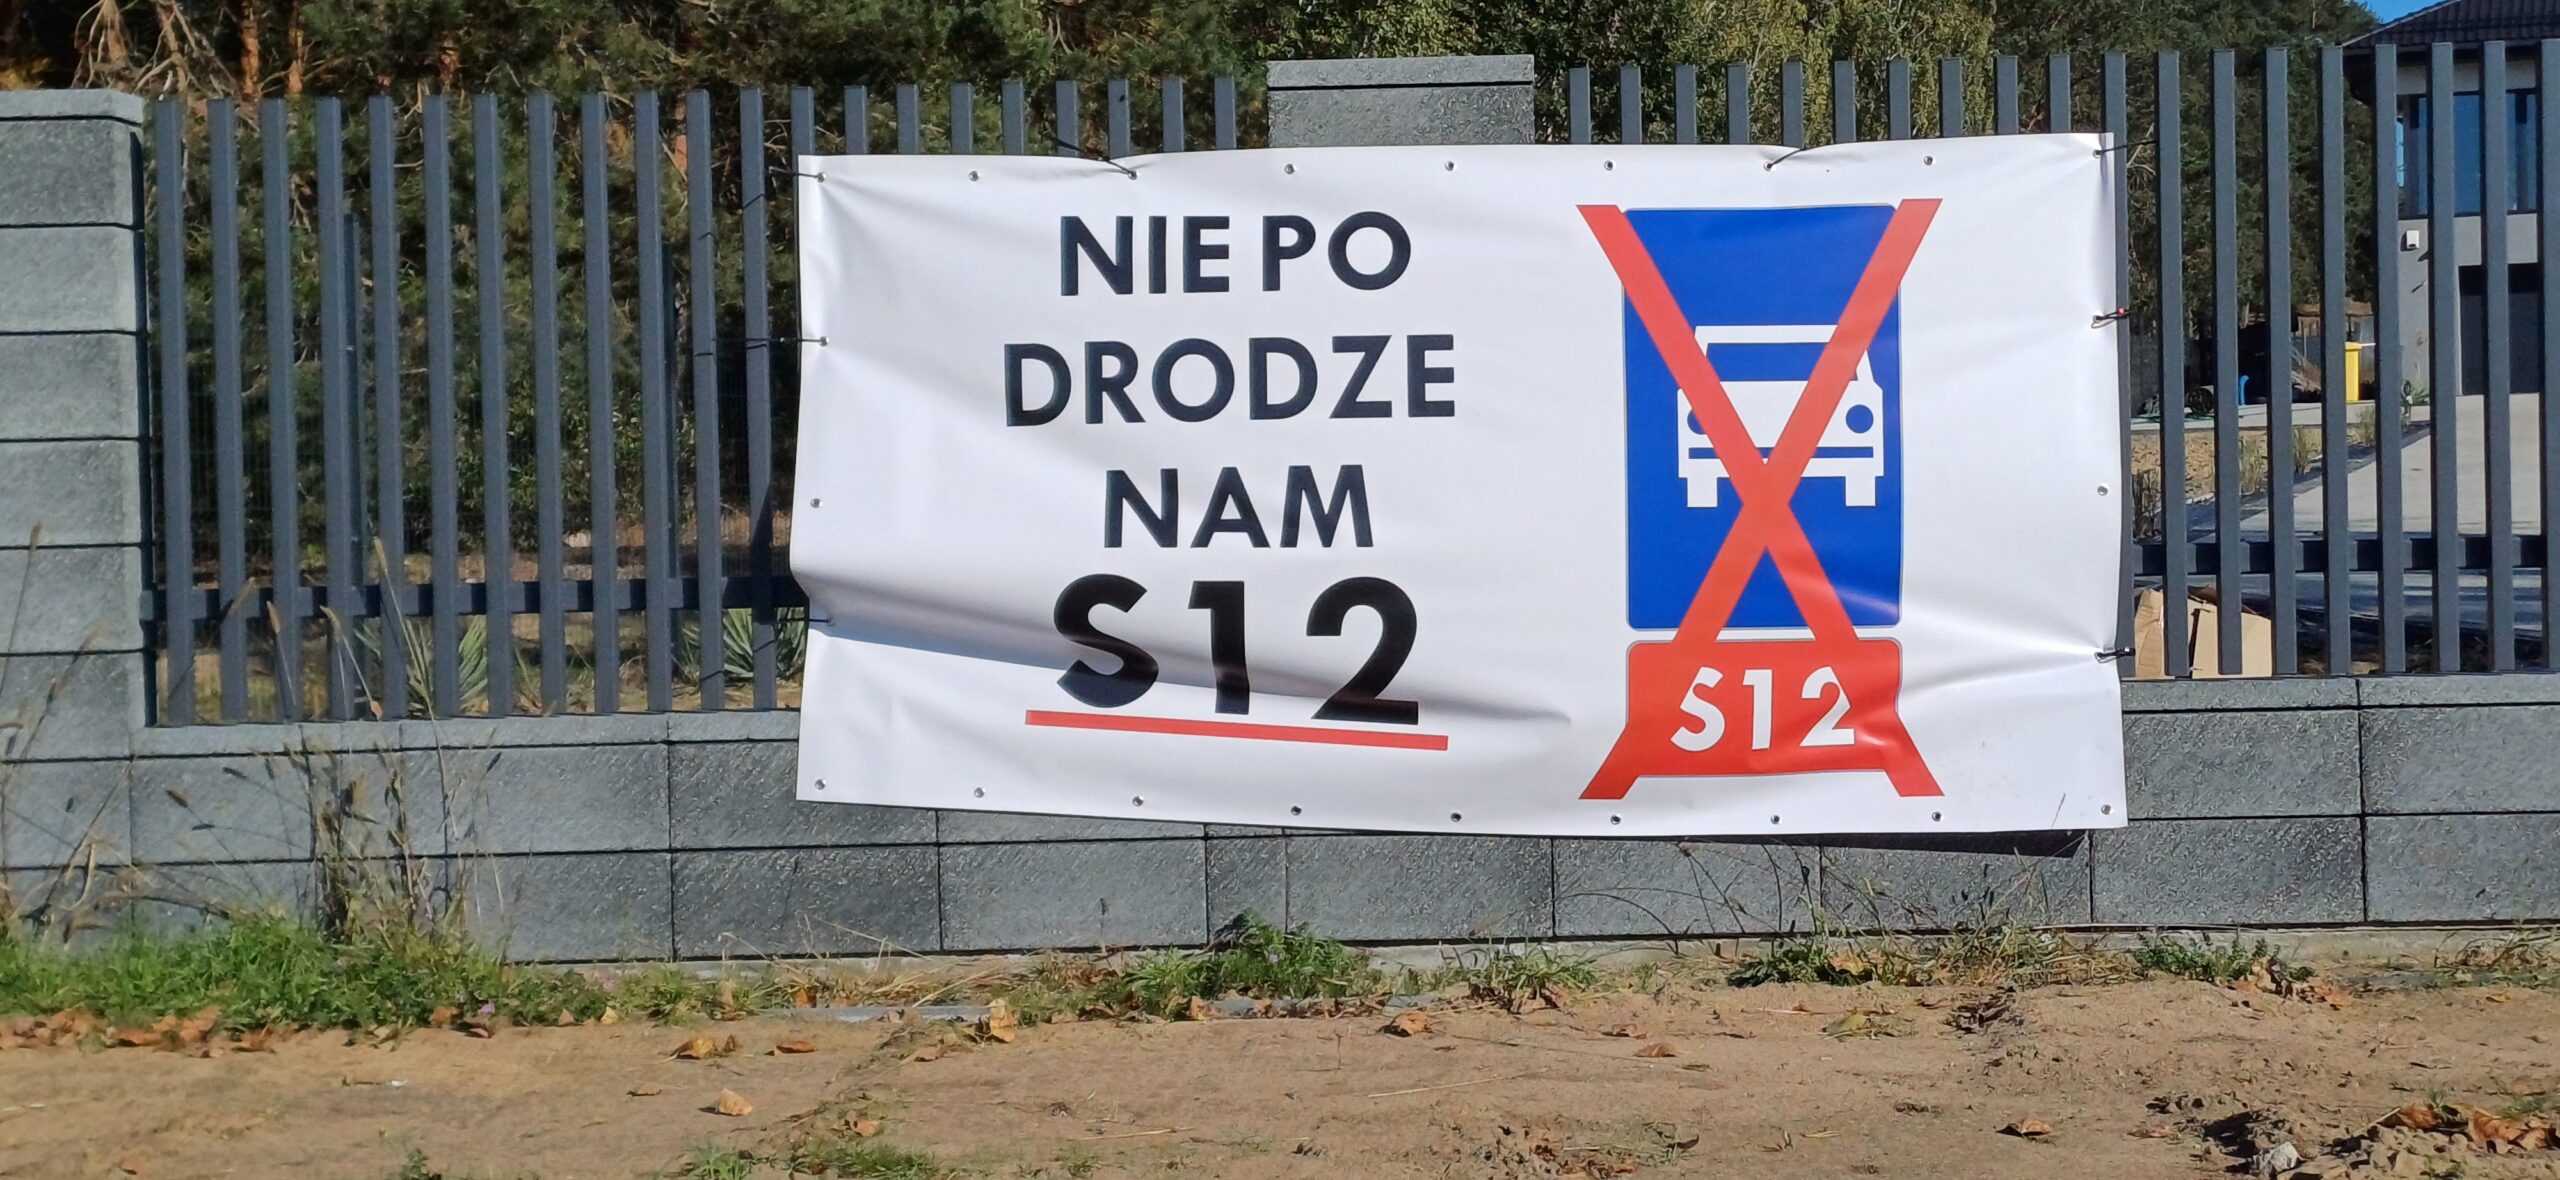 NIE PO
DRODZE
NAM
S12
S12